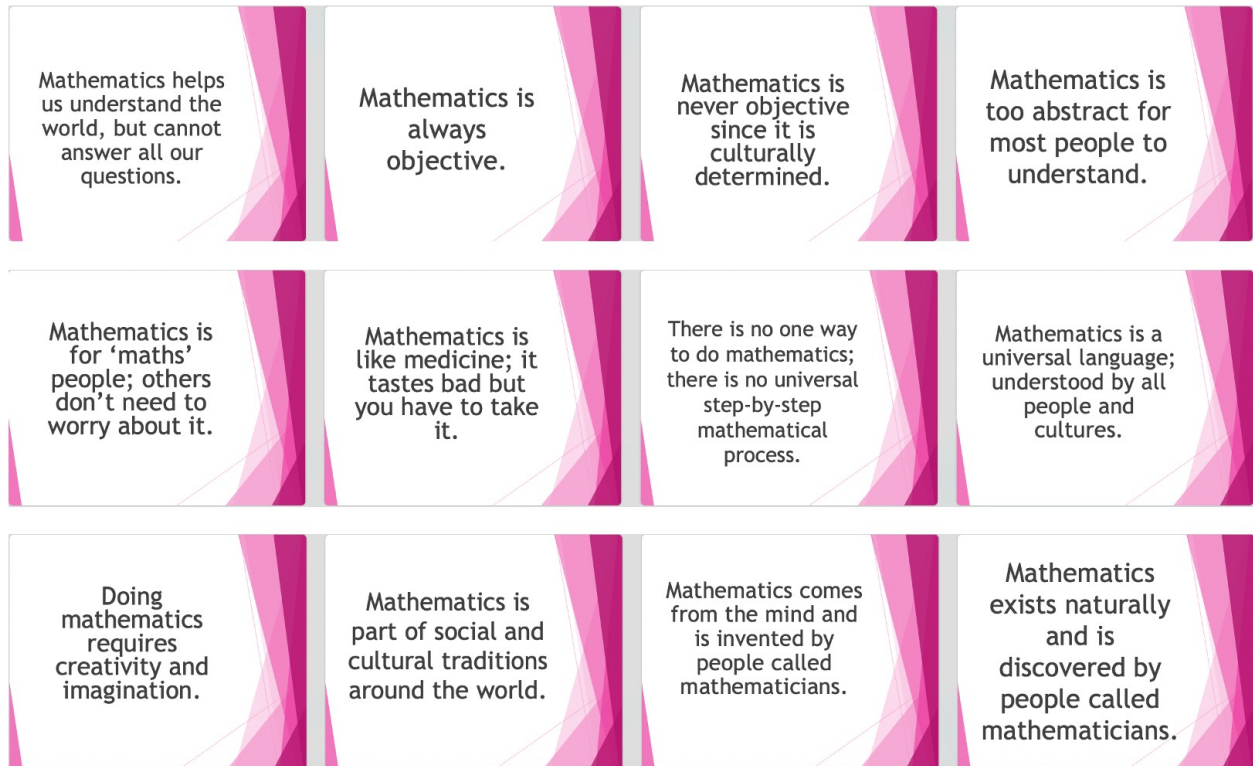 Mathematics helps
us understand the
world, but cannot
answer all our
questions.
Mathematics is
always
objective.
Mathematics is
never objective
since it is
culturally
determined.
Mathematics is
too abstract for
most people to
understand.
Mathematics is
for ‘maths’
people; others
don’t need to
worry about it.
Mathematics is
like medicine; it
tastes bad but
you have to take
it.
There is no one way
to do mathematics;
there is no universal
step-by-step
mathematical
process.
Mathematics is a
universal language;
understood by all
people and
cultures.
Doing
mathematics
requires
creativity and
imagination.
Mathematics is
part of social and
cultural traditions
around the world.
Mathematics comes
from the mind and
is invented by
people called
mathematicians.
Mathematics
exists naturally
and is
discovered by
people called
mathematicians.